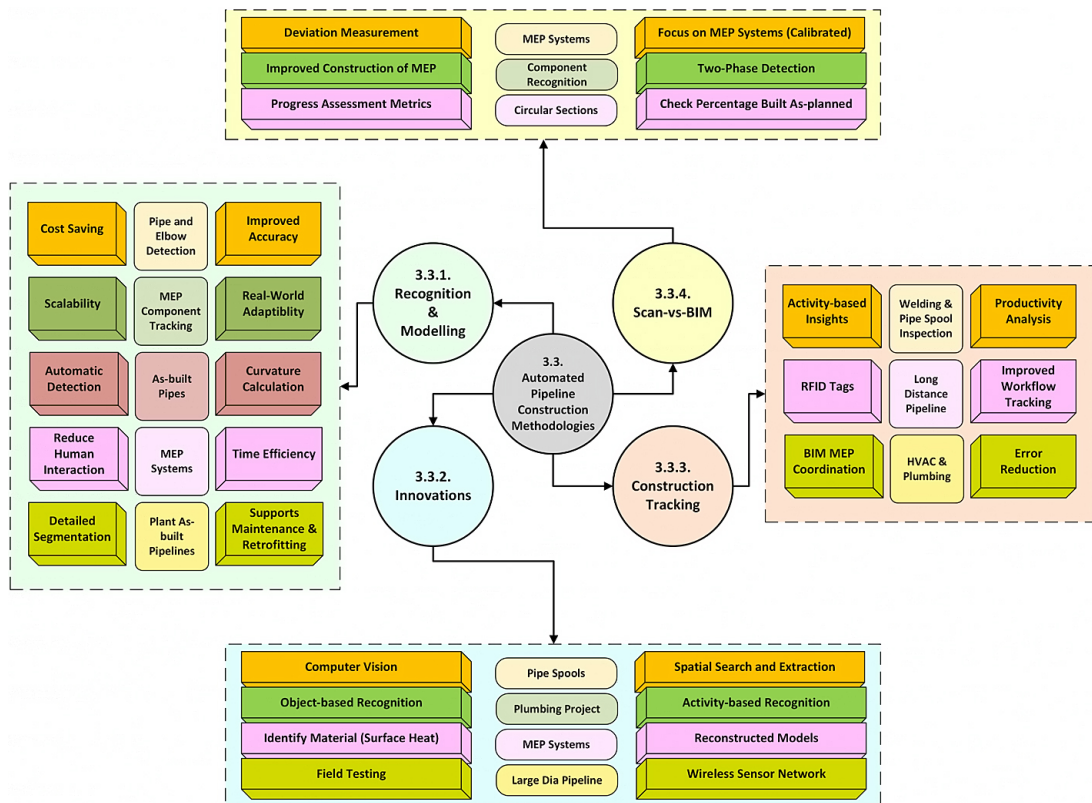 Deviation Measurement
MEP Systems
Focus on MEP Systems (Calibrated)
Improved Construction of MEP
Component
Recognition
Two-Phase Detection
Progress Assessment Metrics
Circular Sections
Check Percentage Built As-planned
Cost Saving
Pipe and
Elbow
Detection
Improved
Accuracy
Scalability
MEP
Component
Tracking
Real-World
Adaptiblity
Automatic
Detection
As-built
Pipes
Curvature
Calculation
Reduce
Human
Interaction
MEP
Systems
Time Efficiency
Detailed
Segmentation
Plant As-
built
Pipelines
Supports
Maintenance &
Retrofitting
3.3.1.
Recognition
&
Modelling
3.3.4.
Scan-vs-BIM
3.3.
Automated
Pipeline
Construction
Methodologies
3.3.2.
Innovations
3.3.3.
Construction
Tracking
Activity-based
Insights
Welding &
Pipe Spool
Inspection
Productivity
Analysis
RFID Tags
Long
Distance
Pipeline
Improved
Workflow
Tracking
BIM MEP
Coordination
HVAC &
Plumbing
Error
Reduction
Computer Vision
Pipe Spools
Spatial Search and Extraction
Object-based Recognition
Plumbing Project
Activity-based Recognition
Identify Material (Surface Heat)
MEP Systems
Reconstructed Models
Field Testing
Large Dia Pipeline
Wireless Sensor Network